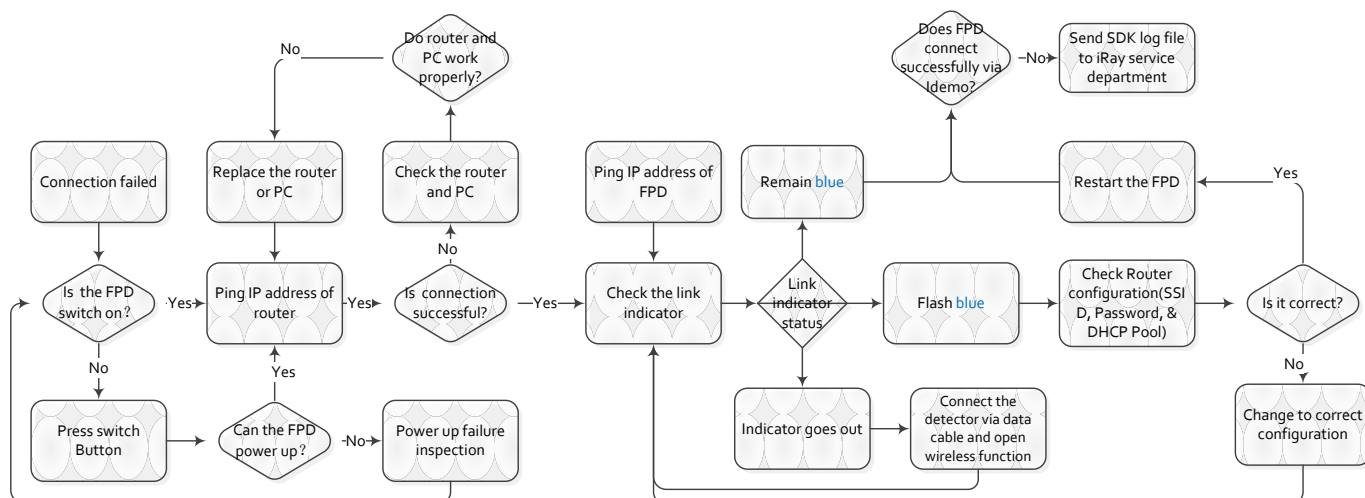 Do router and
PC work
properly?
No
Does FPD
connect
successfully via
Idemo?
No
Send SDK log file
to iRay service
department
Connection failed
Replace the router
or PC
Check the router
and PC
Ping IP address of
FPD
Remain blue
Restart the FPD
Yes
No
Is the FPD
switch on?
Yes
Ping IP address of
router
Yes
Is connection
successful?
Yes
Check the link
indicator
Link
indicator
status
Flash blue
Check Router
configuration(SSI
D, Password, &
DHCP Pool)
Is it correct?
No
Yes
No
Press switch
Button
Can the FPD
power up?
No
Power up failure
inspection
Indicator goes out
Connect the
detector via data
cable and open
wireless function
Change to correct
configuration